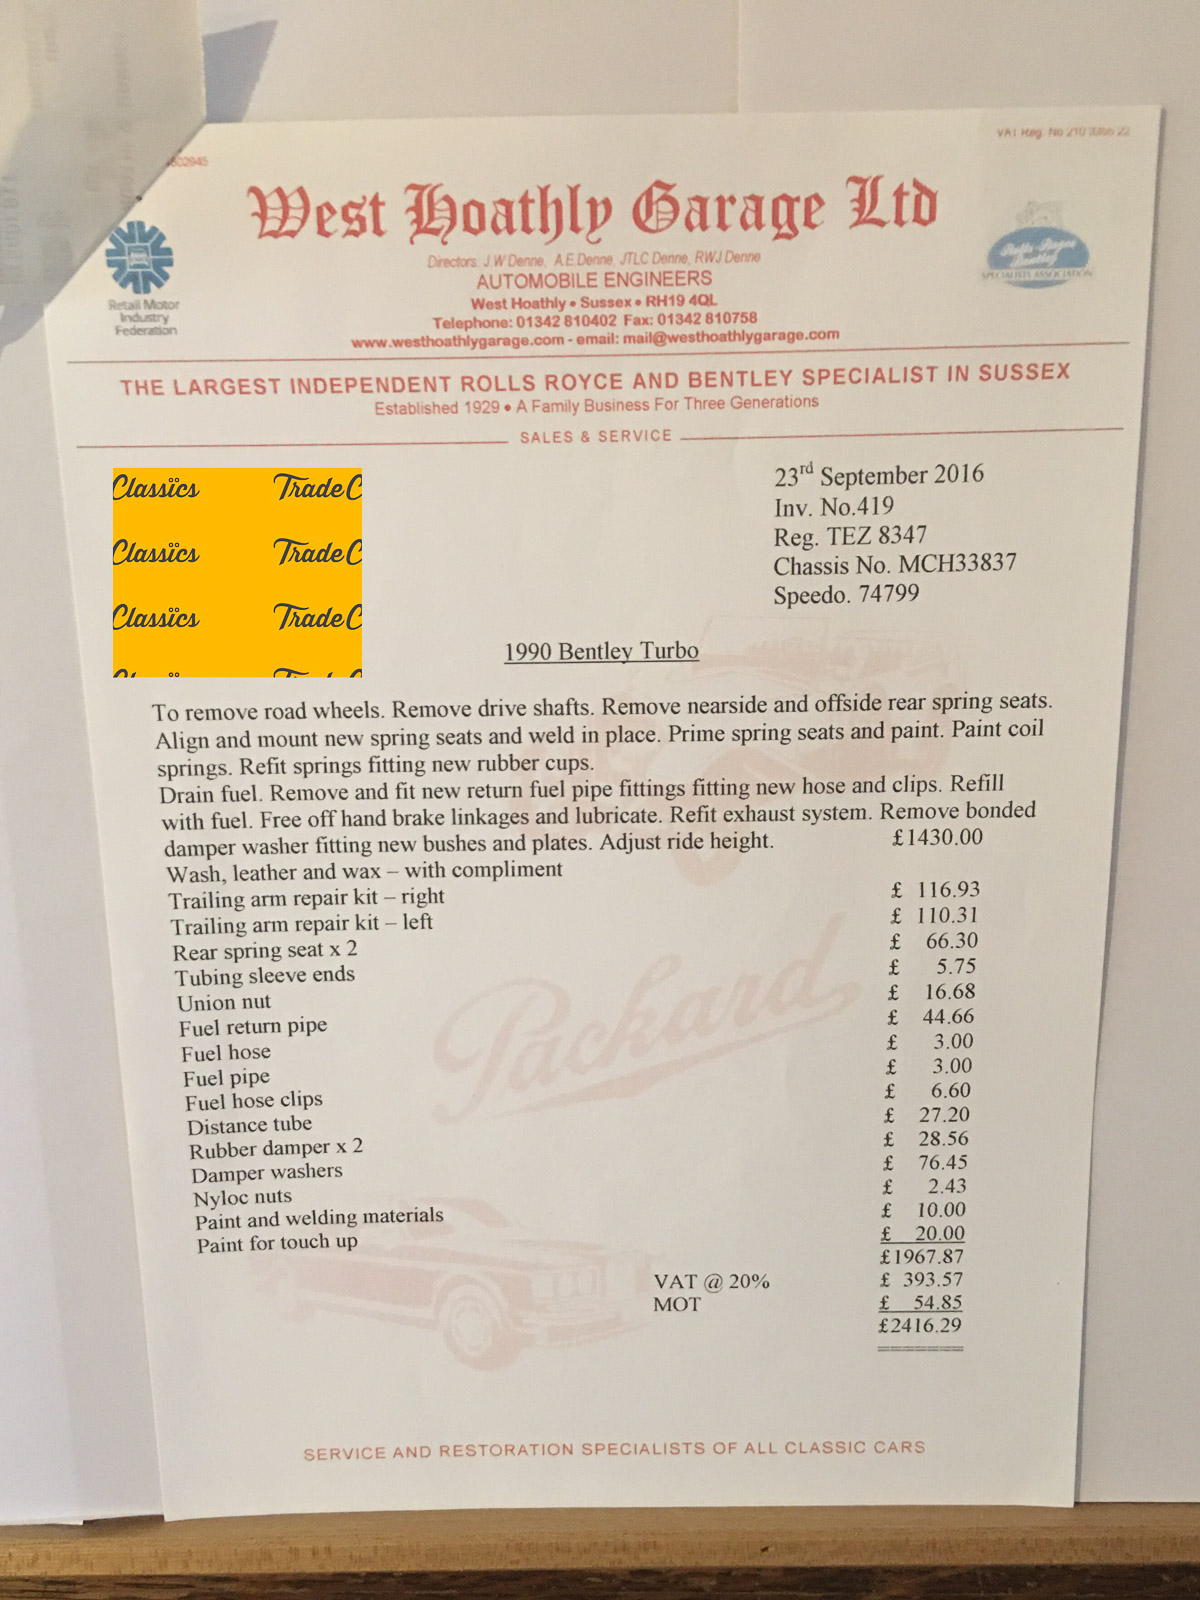 VAT Reg. No 210
802945
West Hoathly Garage Ltd
Directors: J W Denne, A E Denne, JTLC Denne, RWJ Denne
AUTOMOBILE ENGINEERS
West Hoathly • Sussex • RH19 4QL
Telephone: 01342 810402 Fax: 01342 810758
www.westhoathlygarage.com - email: mail@westhoathlygarage.com
Retail Motor
Industry
Federation
SPECIALISTS ASSOCIATION
THE LARGEST INDEPENDENT ROLLS ROYCE AND BENTLEY SPECIALIST IN SUSSEX
Established 1929 • A Family Business For Three Generations
SALES & SERVICE
Classics Trade C
Classics Trade C
Classics Trade C
23rd September 2016
Inv. No.419
Reg. TEZ 8347
Chassis No. MCH33837
Speedo. 74799
1990 Bentley Turbo
To remove road wheels. Remove drive shafts. Remove nearside and offside rear spring seats.
Align and mount new spring seats and weld in place. Prime spring seats and paint. Paint coil
springs. Refit springs fitting new rubber cups.
Drain fuel. Remove and fit new return fuel pipe fittings fitting new hose and clips. Refill
with fuel. Free off hand brake linkages and lubricate. Refit exhaust system. Remove bonded
damper washer fitting new bushes and plates. Adjust ride height. £1430.00
Wash, leather and wax – with compliment
Trailing arm repair kit – right £ 116.93
Trailing arm repair kit – left £ 110.31
Rear spring seat x 2 £ 66.30
Tubing sleeve ends £ 5.75
Union nut £ 16.68
Fuel return pipe £ 44.66
Fuel hose £ 3.00
Fuel pipe £ 3.00
Fuel hose clips £ 6.60
Distance tube £ 27.20
Rubber damper x 2 £ 28.56
Damper washers £ 76.45
Nyloc nuts £ 2.43
Paint and welding materials £ 10.00
Paint for touch up £ 20.00
£1967.87
VAT @ 20% £ 393.57
MOT £ 54.85
£2416.29
Packard
SERVICE AND RESTORATION SPECIALISTS OF ALL CLASSIC CARS